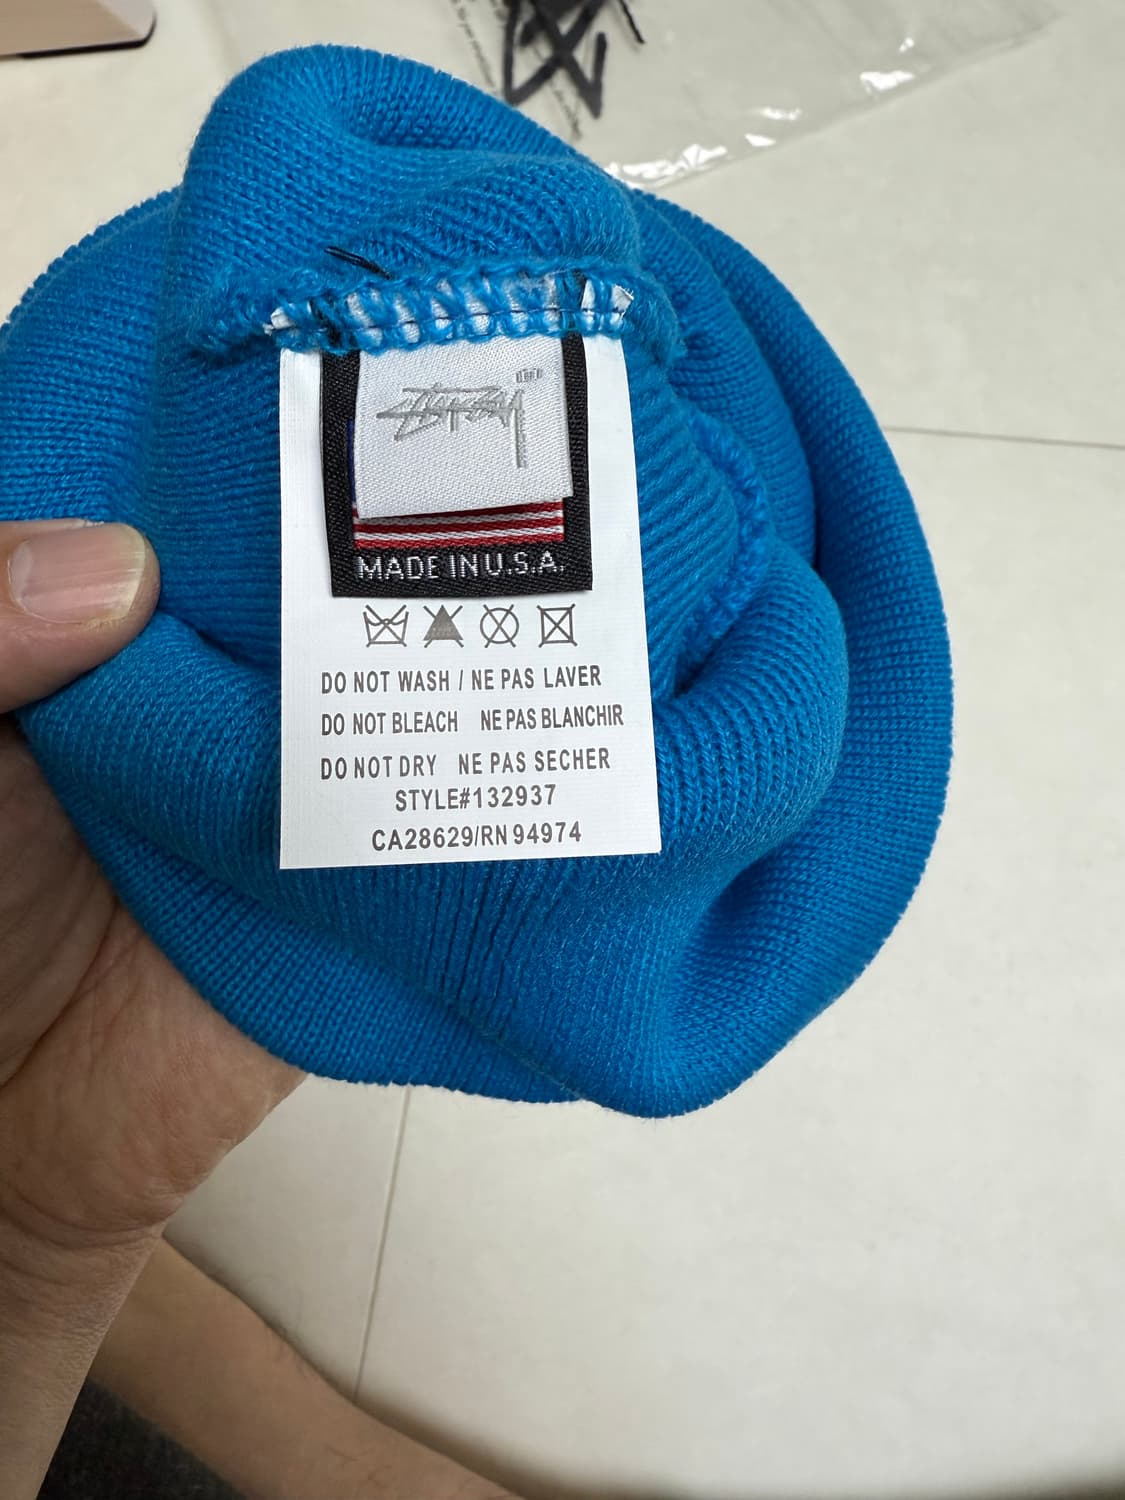 STUSSY
MADE IN U.S.A.
DO NOT WASH / NE PAS LAVER
DO NOT BLEACH NE PAS BLANCHIR
DO NOT DRY NE PAS SECHER
STYLE#132937
CA28629/RN 94974